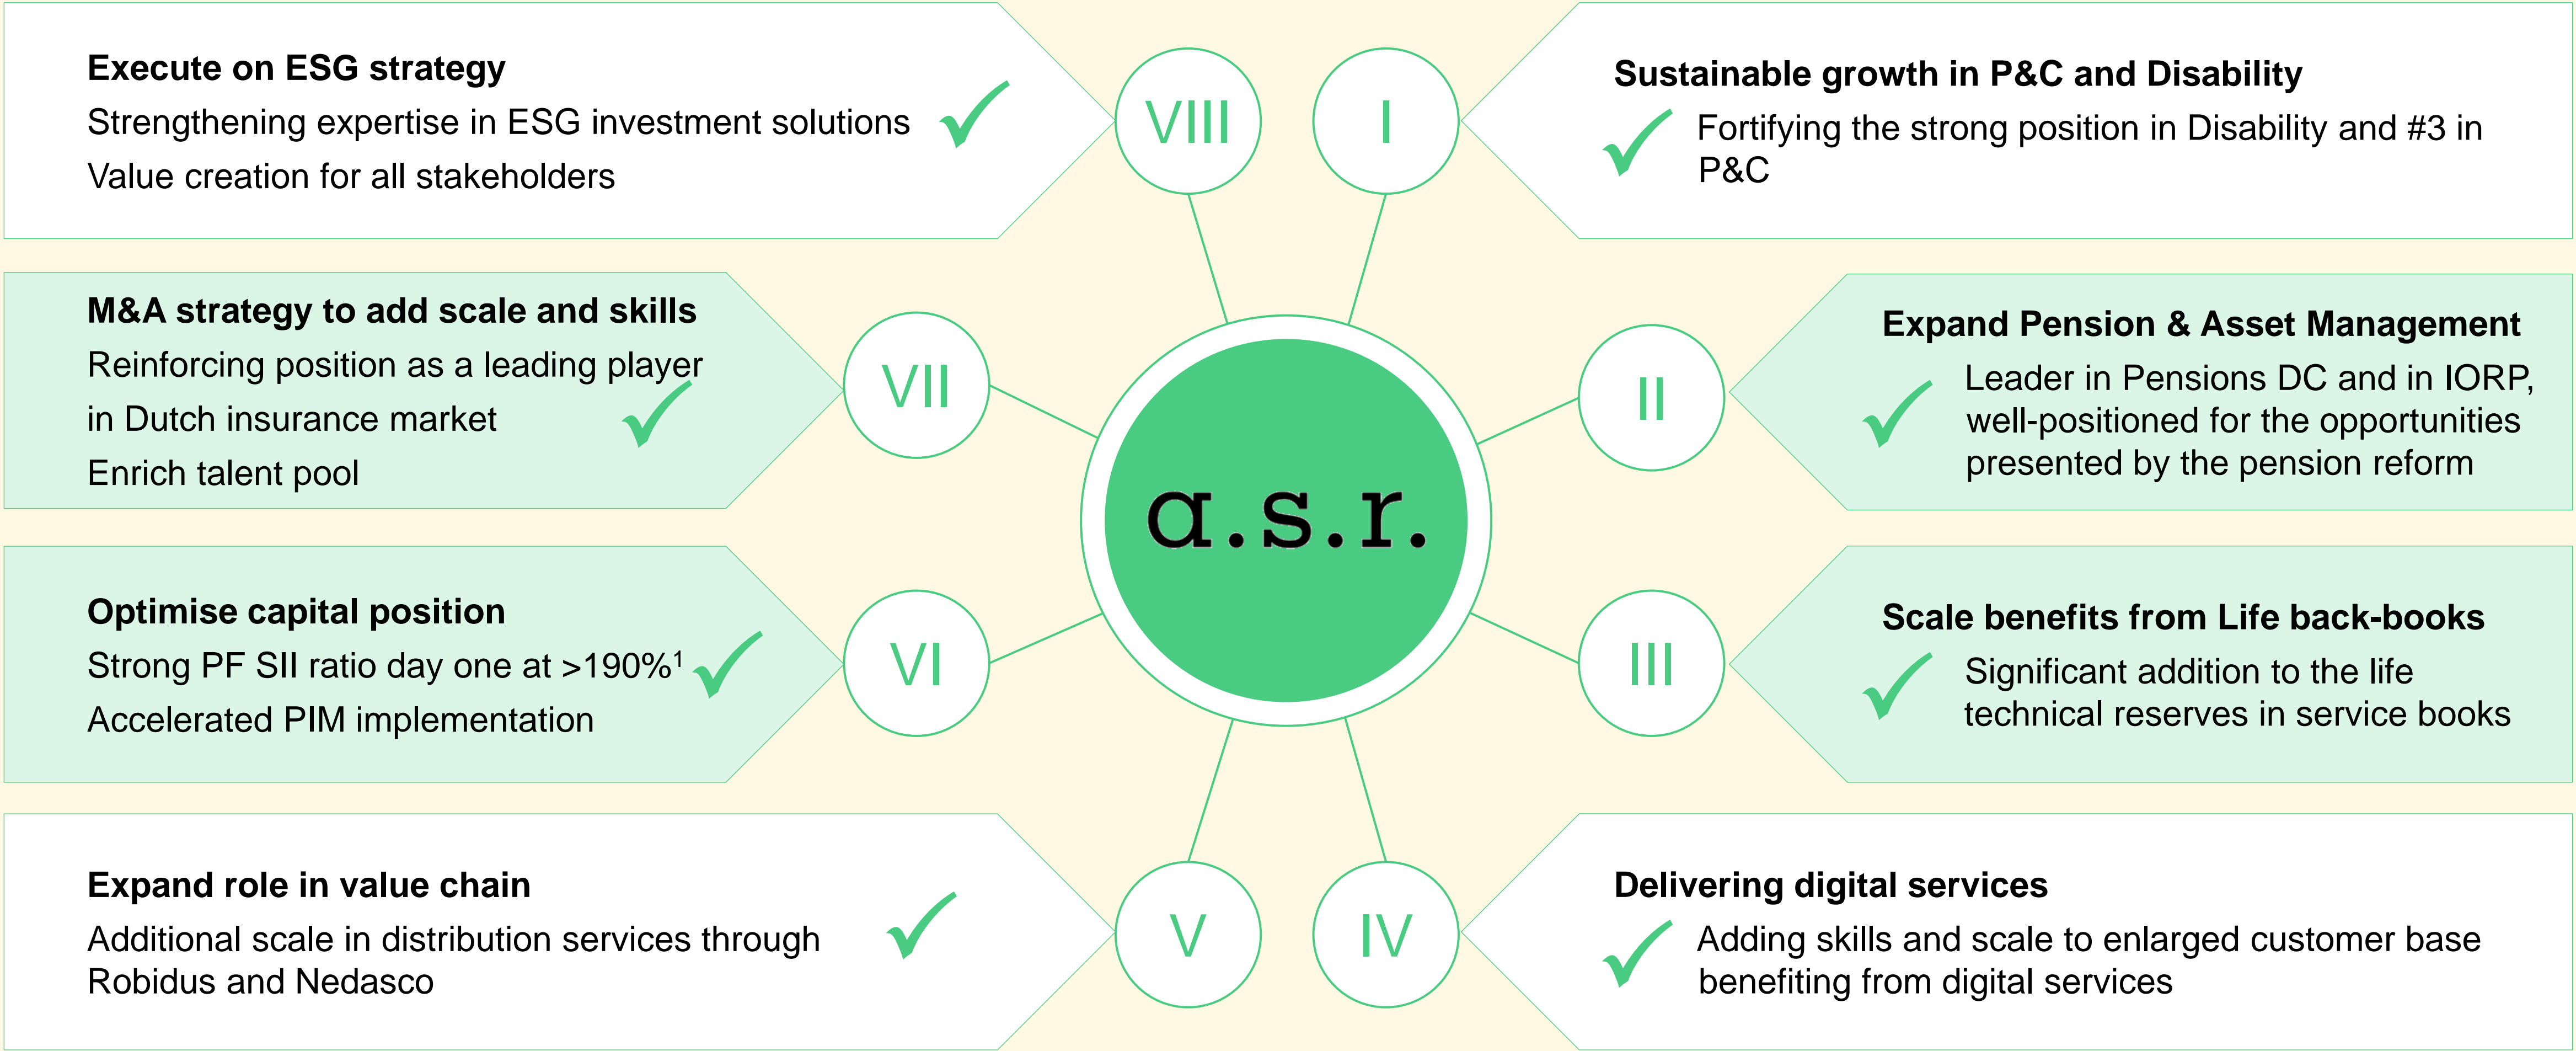 Execute on ESG strategy
Strengthening expertise in ESG investment solutions
Value creation for all stakeholders
VIII
I
Sustainable growth in P&C and Disability
Fortifying the strong position in Disability and #3 in
P&C
M&A strategy to add scale and skills
Reinforcing position as a leading player
in Dutch insurance market
Enrich talent pool
VII
II
Expand Pension & Asset Management
Leader in Pensions DC and in IORP,
well-positioned for the opportunities
presented by the pension reform
a.s.r.
Optimise capital position
Strong PF SII ratio day one at >190%¹
Accelerated PIM implementation
VI
III
Scale benefits from Life back-books
Significant addition to the life
technical reserves in service books
Expand role in value chain
Additional scale in distribution services through
Robidus and Nedasco
V
IV
Delivering digital services
Adding skills and scale to enlarged customer base
benefiting from digital services